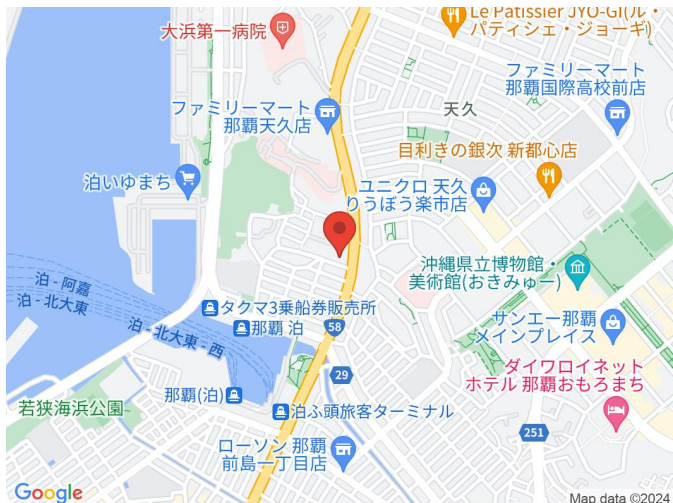 Le Patissier JYO-GI(ル・
パティシェ・ジョーギ)
大浜第一病院
ファミリーマート
那覇国際高校前店
ファミリーマート
那覇天久店
天久
目利きの銀次 新都心店
泊いゆまち
ユニクロ 天久
りうぼう楽市店
沖縄県立博物館・
美術館(おきみゅー)
泊 - 阿嘉
泊 - 北大東
タクマ3乗船券販売所
泊 - 北大東 - 西
那覇 泊
58
サンエー那覇
メインプレイス
ダイワロイネット
ホテル 那覇おもろまち
29
那覇(泊)
若狭海浜公園
泊ふ頭旅客ターミナル
251
ローソン 那覇
前島一丁目店
Google
Map data ©2024